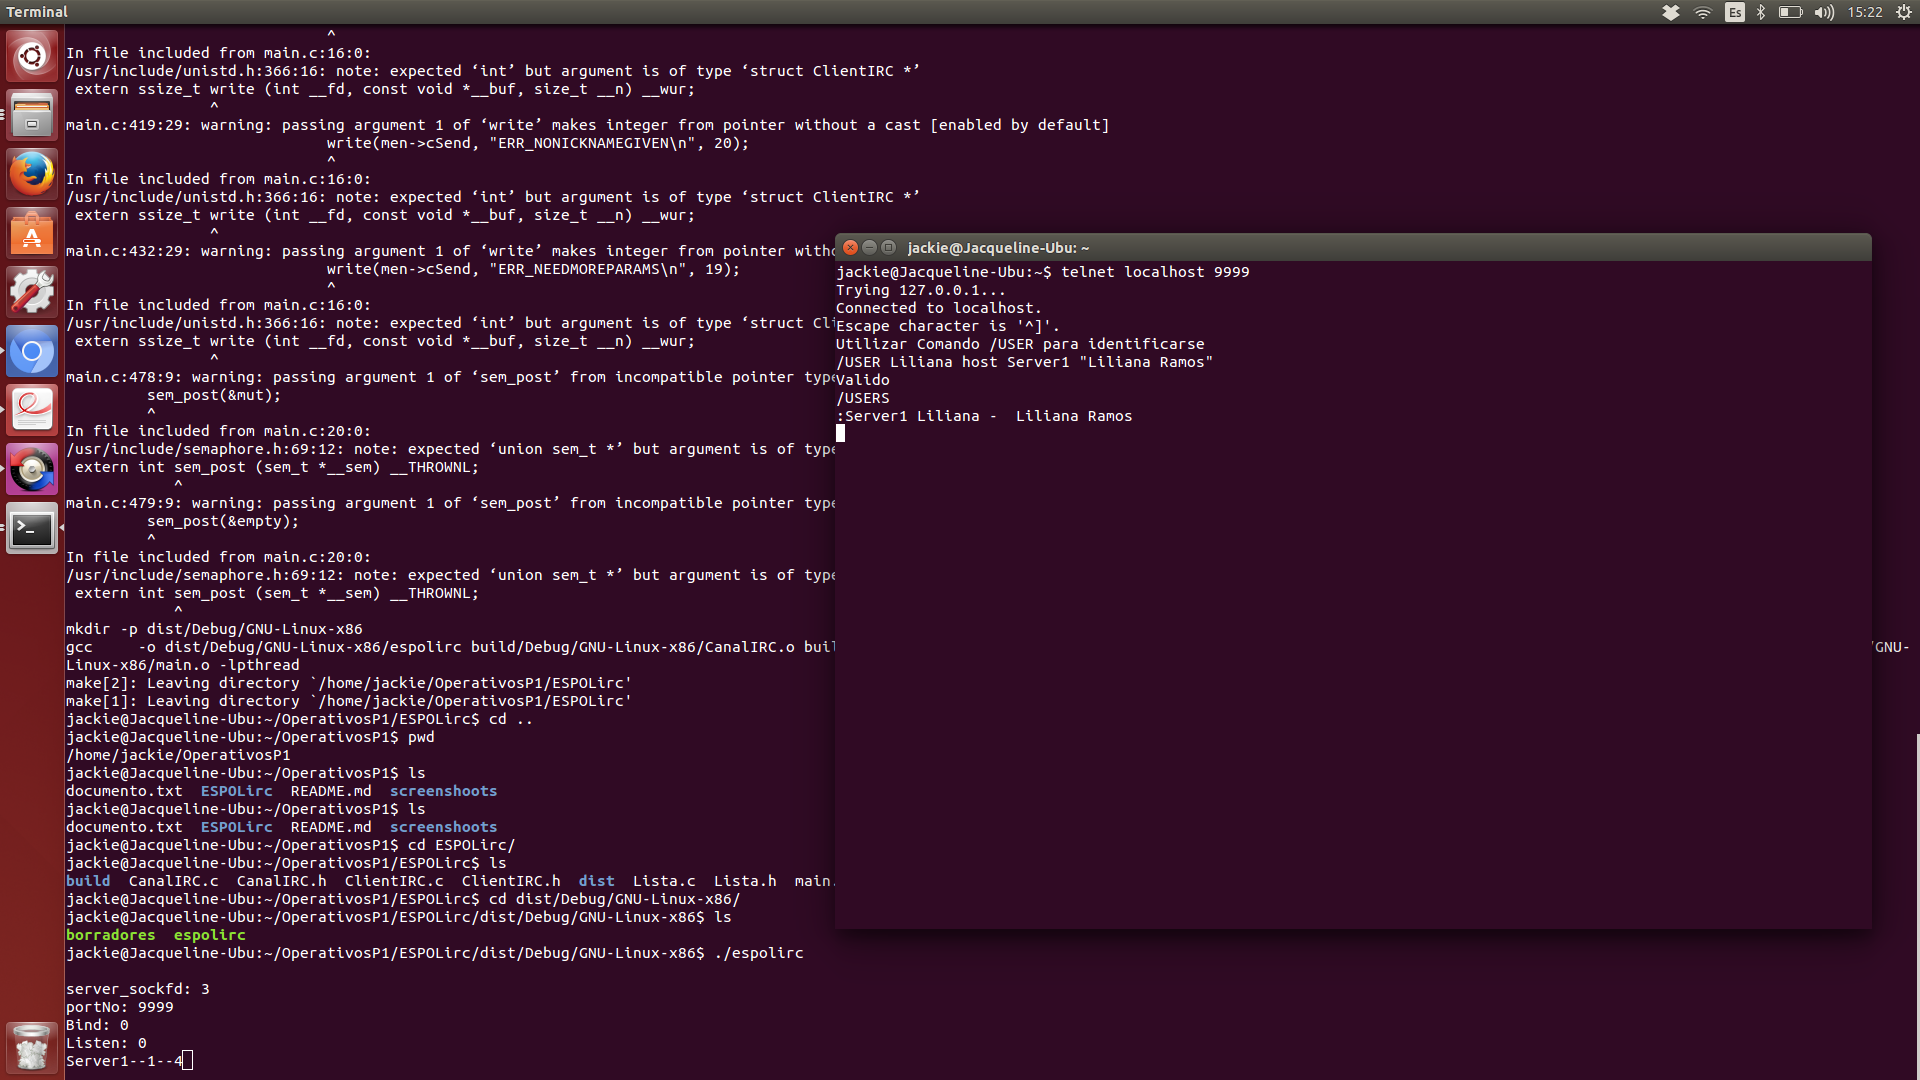 Terminal
Es
15:22
^
In file included from main.c:16:0:
/usr/include/unistd.h:366:16: note: expected ‘int’ but argument is of type ‘struct ClientIRC *’
extern ssize_t write (int __fd, const void *__buf, size_t __n) __wur;
^
main.c:419:29: warning: passing argument 1 of ‘write’ makes integer from pointer without a cast [enabled by default]
write(men->cSend, "ERR_NONICKNAMEGIVEN\n", 20);
^
In file included from main.c:16:0:
/usr/include/unistd.h:366:16: note: expected ‘int’ but argument is of type ‘struct ClientIRC *’
extern ssize_t write (int __fd, const void *__buf, size_t __n) __wur;
^
main.c:432:29: warning: passing argument 1 of ‘write’ makes integer from pointer witho
write(men->cSend, "ERR_NEEDMOREPARAMS\n", 19);
^
In file included from main.c:16:0:
/usr/include/unistd.h:366:16: note: expected ‘int’ but argument is of type ‘struct Cli
extern ssize_t write (int __fd, const void *__buf, size_t __n) __wur;
^
main.c:478:9: warning: passing argument 1 of ‘sem_post’ from incompatible pointer type
sem_post(&mut);
^
In file included from main.c:20:0:
/usr/include/semaphore.h:69:12: note: expected ‘union sem_t *’ but argument is of type
extern int sem_post (sem_t *__sem) __THROWNL;
^
main.c:479:9: warning: passing argument 1 of ‘sem_post’ from incompatible pointer type
sem_post(&empty);
^
In file included from main.c:20:0:
/usr/include/semaphore.h:69:12: note: expected ‘union sem_t *’ but argument is of type
extern int sem_post (sem_t *__sem) __THROWNL;
^
mkdir -p dist/Debug/GNU-Linux-x86
gcc     -o dist/Debug/GNU-Linux-x86/espolirc build/Debug/GNU-Linux-x86/CanalIRC.o buil /GNU-
Linux-x86/main.o -lpthread
make[2]: Leaving directory `/home/jackie/OperativosP1/ESPOLirc'
make[1]: Leaving directory `/home/jackie/OperativosP1/ESPOLirc'
jackie@Jacqueline-Ubu:~/OperativosP1/ESPOLirc$ cd ..
jackie@Jacqueline-Ubu:~/OperativosP1$ pwd
/home/jackie/OperativosP1
jackie@Jacqueline-Ubu:~/OperativosP1$ ls
documento.txt  ESPOLirc  README.md  screenshoots
jackie@Jacqueline-Ubu:~/OperativosP1$ ls
documento.txt  ESPOLirc  README.md  screenshoots
jackie@Jacqueline-Ubu:~/OperativosP1$ cd ESPOLirc/
jackie@Jacqueline-Ubu:~/OperativosP1/ESPOLirc$ ls
build  CanalIRC.c  CanalIRC.h  ClientIRC.c  ClientIRC.h  dist  Lista.c  Lista.h  main.
jackie@Jacqueline-Ubu:~/OperativosP1/ESPOLirc$ cd dist/Debug/GNU-Linux-x86/
jackie@Jacqueline-Ubu:~/OperativosP1/ESPOLirc/dist/Debug/GNU-Linux-x86$ ls
borradores  espolirc
jackie@Jacqueline-Ubu:~/OperativosP1/ESPOLirc/dist/Debug/GNU-Linux-x86$ ./espolirc
server_sockfd: 3
portNo: 9999
Bind: 0
Listen: 0
Server1--1--4
jackie@Jacqueline-Ubu: ~
jackie@Jacqueline-Ubu:~$ telnet localhost 9999
Trying 127.0.0.1...
Connected to localhost.
Escape character is '^]'.
Utilizar Comando /USER para identificarse
/USER Liliana host Server1 "Liliana Ramos"
Valido
/USERS
:Server1 Liliana -  Liliana Ramos